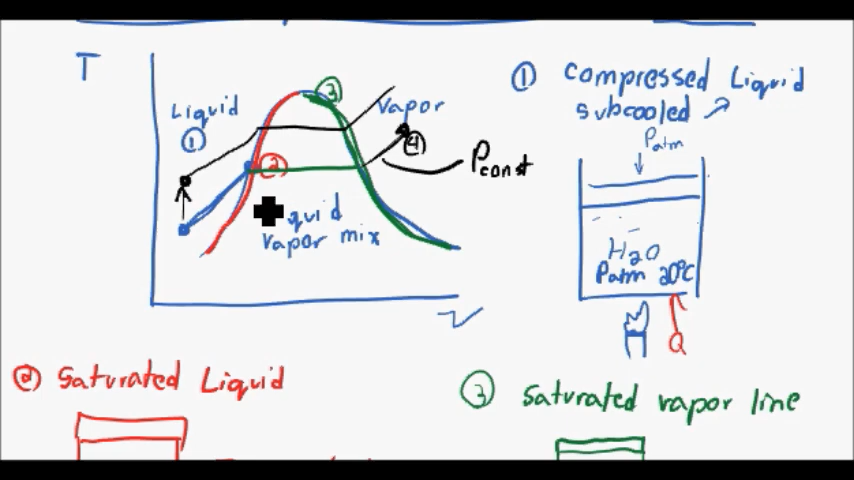 T
Liquid
①
③
Vapor
④
②
Pconst
quid
vapor mix
V
① compressed Liquid
subcooled
Patm
H2O
Patm 20°C
Q
② Saturated Liquid
③ Saturated vapor line